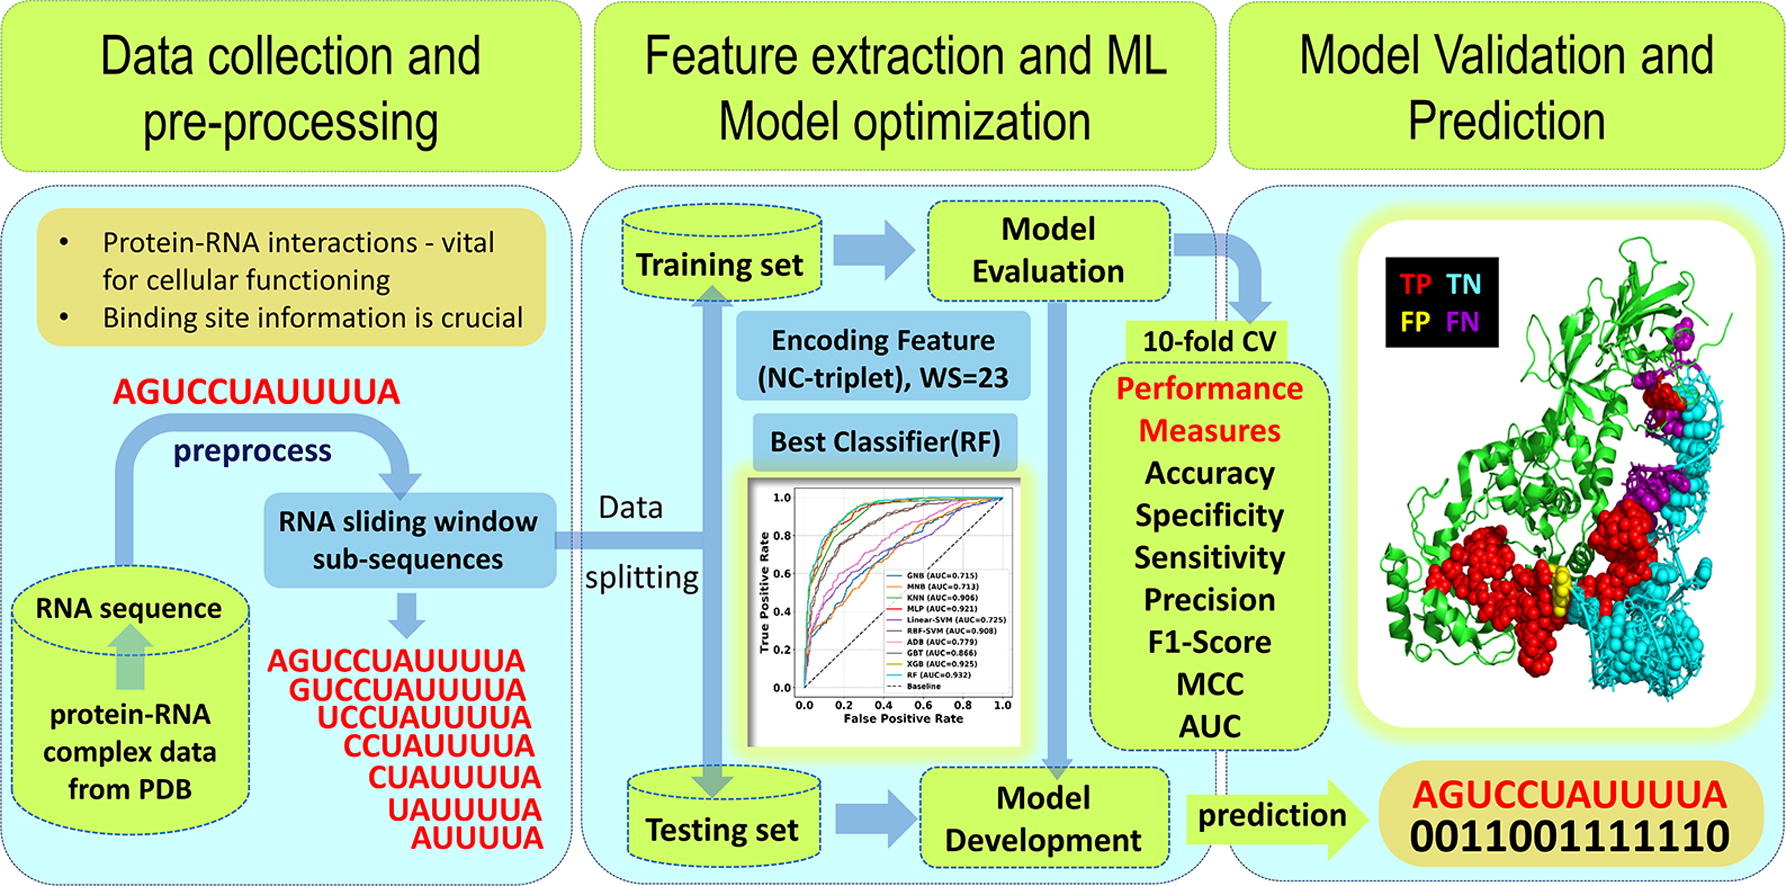 Data collection and
pre-processing
Feature extraction and ML
Model optimization
Model Validation and
Prediction
• Protein-RNA interactions - vital
for cellular functioning
• Binding site information is crucial
AGUCCUAUUUUA
preprocess
RNA sliding window
sub-sequences
RNA sequence
protein-RNA
complex data
from PDB
AGUCCUAUUUUA
GUCCUAUUUUA
UCCUAUUUUA
CCUAUUUUA
CUAUUUUA
UAUUUUA
AUUUUA
Data
splitting
Training set
Model
Evaluation
Encoding Feature
(NC-triplet), WS=23
Best Classifier(RF)
True Positive Rate
1.0
0.8
0.6
0.4
0.2
0.0
GNB (AUC=0.715)
MNB (AUC=0.713)
KNN (AUC=0.906)
MLP (AUC=0.921)
Linear-SVM (AUC=0.725)
RBF-SVM (AUC=0.908)
ADB (AUC=0.779)
GBT (AUC=0.866)
XGB (AUC=0.925)
RF (AUC=0.932)
Baseline
0.0 0.2 0.4 0.6 0.8 1.0
False Positive Rate
Testing set
Model
Development
10-fold CV
Performance
Measures
Accuracy
Specificity
Sensitivity
Precision
F1-Score
MCC
AUC
prediction
TP TN
FP FN
AGUCCUAUUUUA
0011001111110